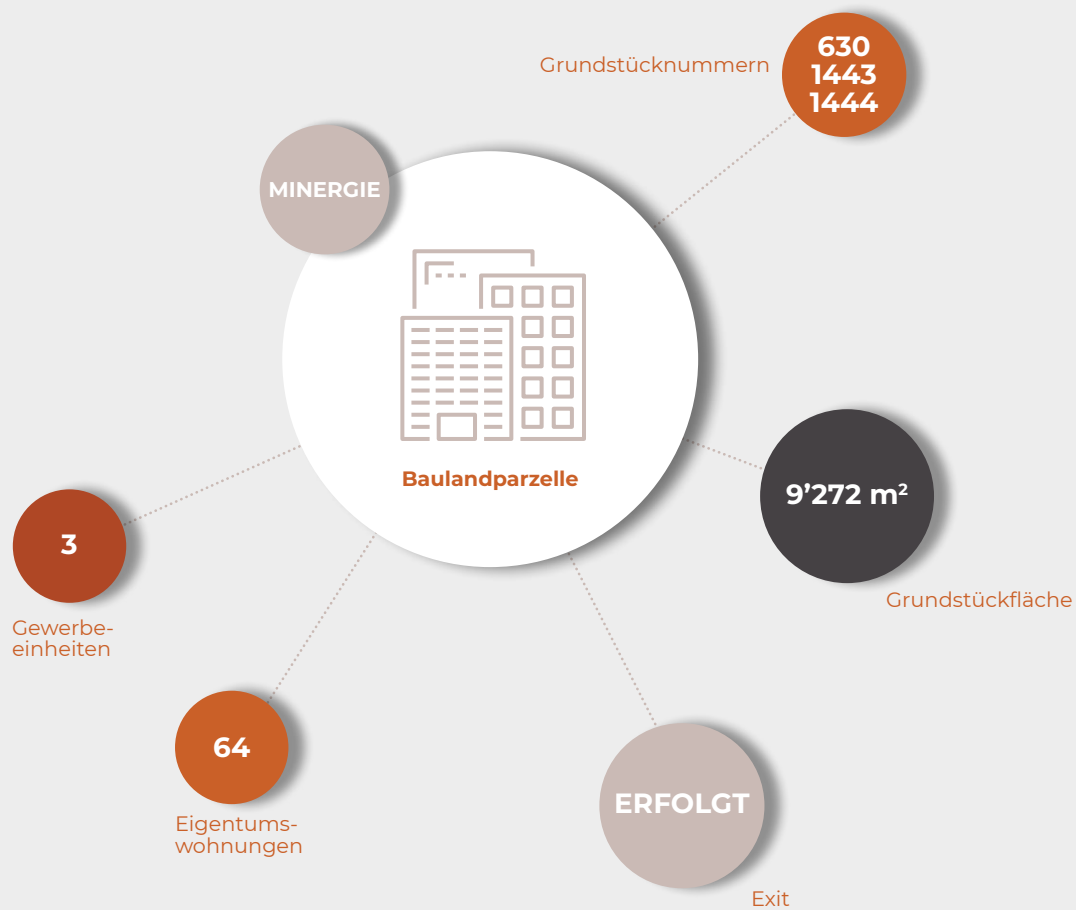 Grundstücknummern
630
1443
1444
MINERGIE
Baulandparzelle
9’272 m²
Grundstückfläche
3
Gewerbe-
einheiten
64
Eigentums-
wohnungen
ERFOLGT
Exit